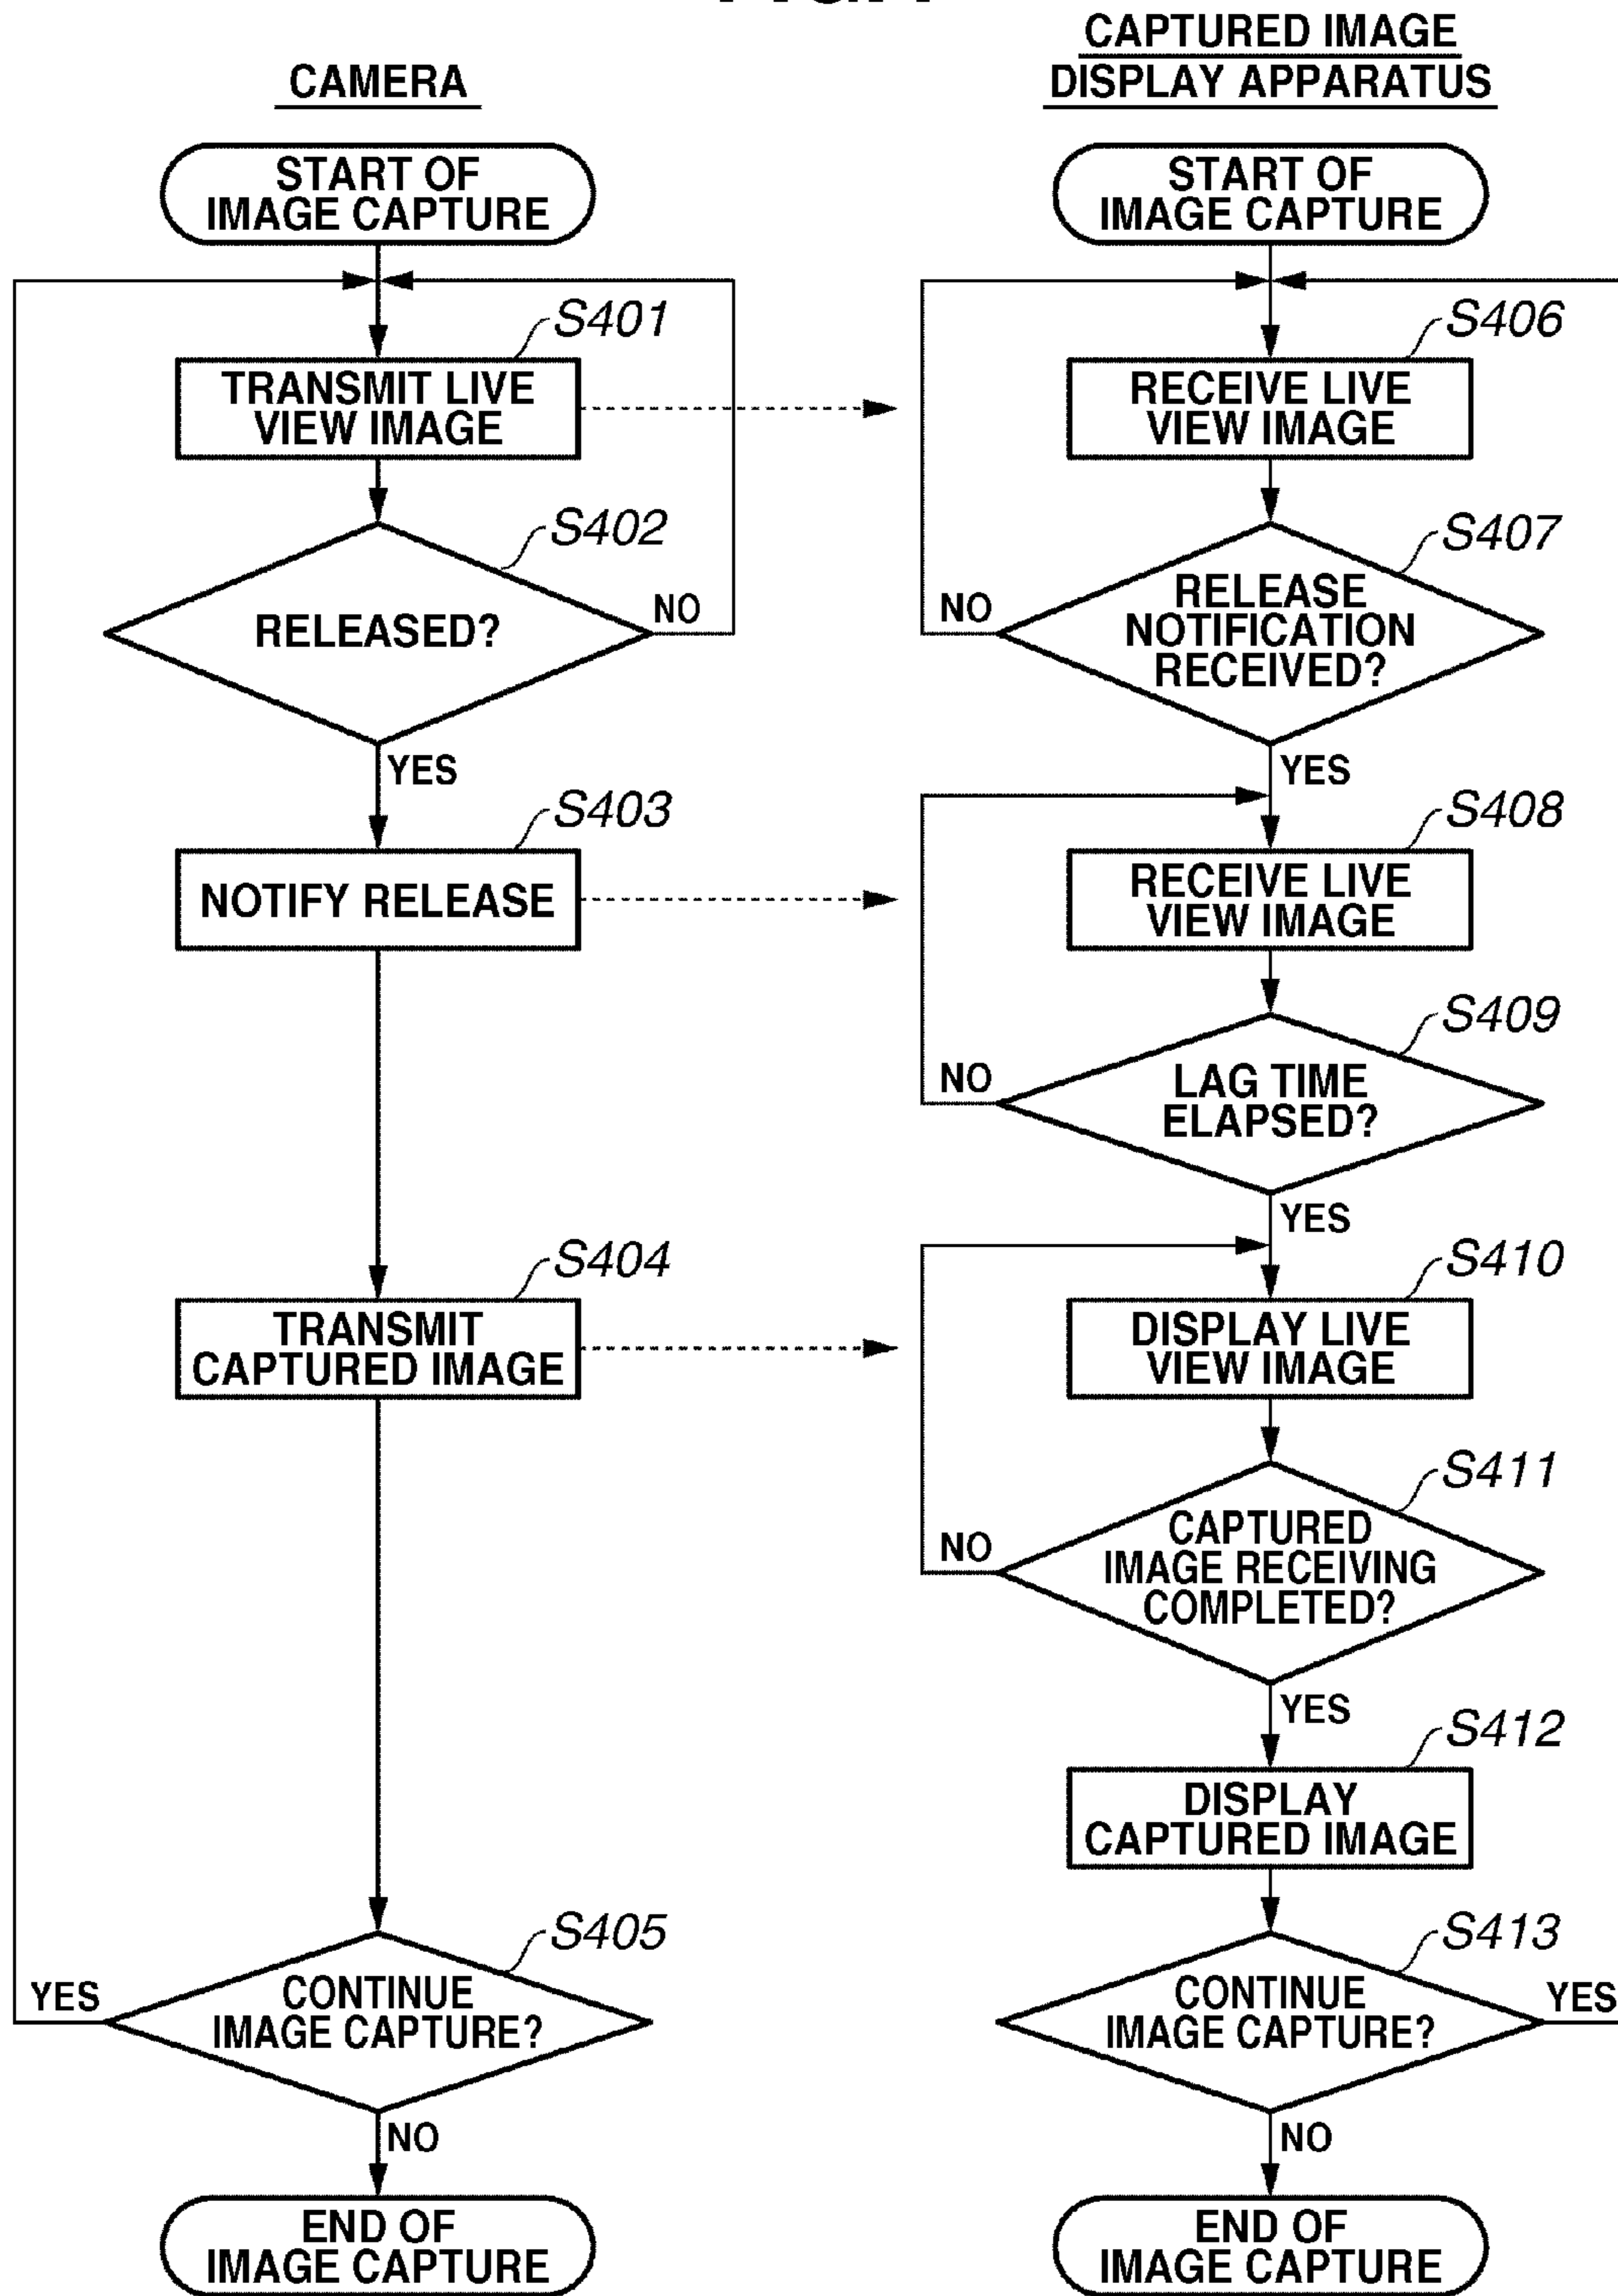 CAMERA
START OF
IMAGE CAPTURE
S401
TRANSMIT LIVE
VIEW IMAGE
S402
RELEASED?
NO
YES
S403
NOTIFY RELEASE
S404
TRANSMIT
CAPTURED IMAGE
S405
CONTINUE
IMAGE CAPTURE?
YES
NO
END OF
IMAGE CAPTURE
CAPTURED IMAGE
DISPLAY APPARATUS
START OF
IMAGE CAPTURE
S406
RECEIVE LIVE
VIEW IMAGE
S407
RELEASE
NOTIFICATION
RECEIVED?
NO
YES
S408
RECEIVE LIVE
VIEW IMAGE
S409
LAG TIME
ELAPSED?
NO
YES
S410
DISPLAY LIVE
VIEW IMAGE
S411
CAPTURED
IMAGE RECEIVING
COMPLETED?
NO
YES
S412
DISPLAY
CAPTURED IMAGE
S413
CONTINUE
IMAGE CAPTURE?
YES
NO
END OF
IMAGE CAPTURE